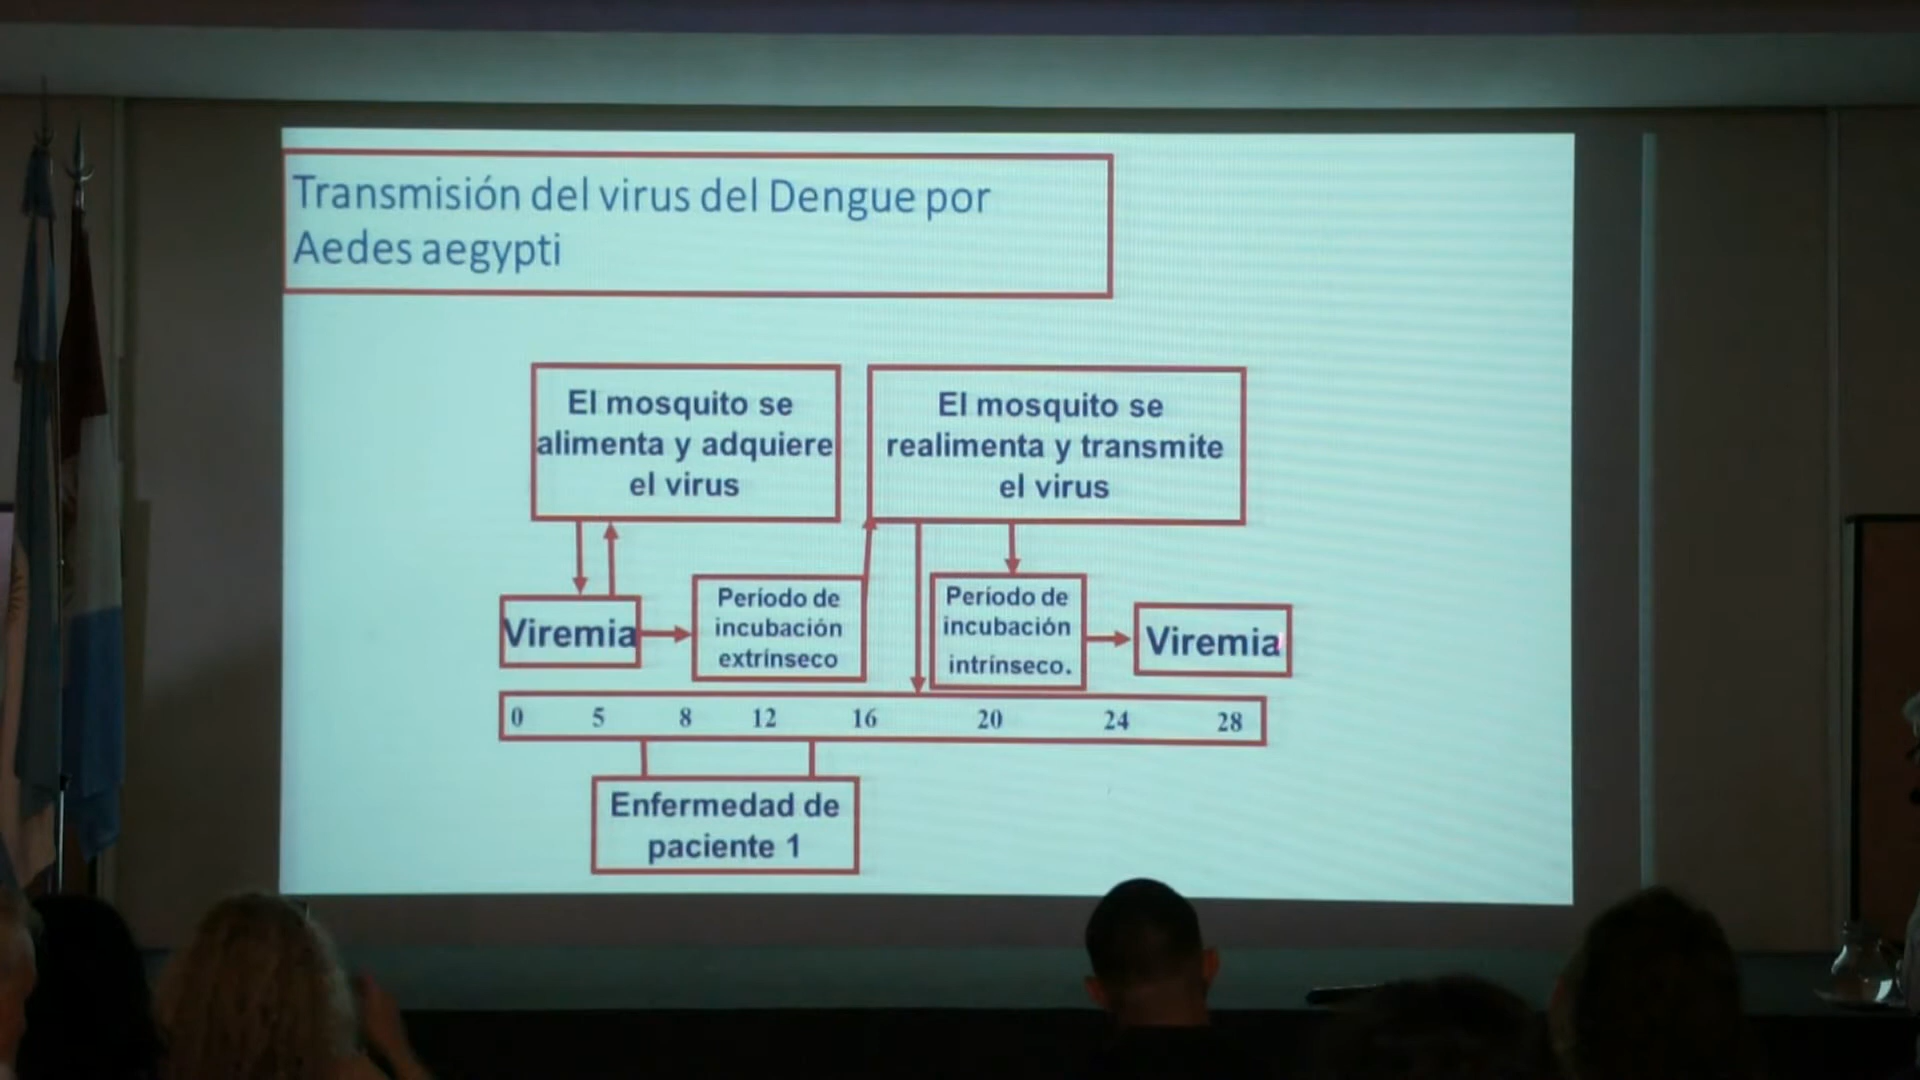 Transmisión del virus del Dengue por
Aedes aegypti
El mosquito se
alimenta y adquiere
el virus
El mosquito se
realimenta y transmite
el virus
Viremia
Período de
incubación
extrínseco
Período de
incubación
intrínseco.
Viremia
0 5 8 12 16 20 24 28
Enfermedad de
paciente 1